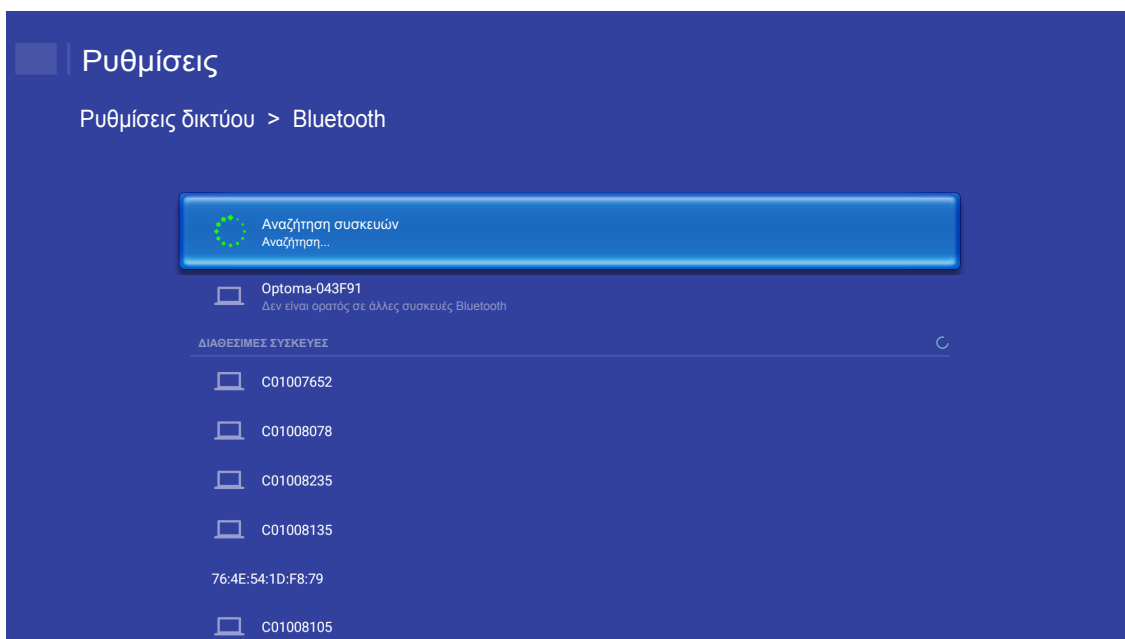 Ρυθμίσεις
Ρυθμίσεις δικτύου > Bluetooth
Αναζήτηση συσκευών
Αναζήτηση...
Optoma-043F91
Δεν είναι ορατός σε άλλες συσκευές Bluetooth
ΔΙΑΘΕΣΙΜΕΣ ΣΥΣΚΕΥΕΣ
C01007652
C01008078
C01008235
C01008135
76:4E:54:1D:F8:79
C01008105